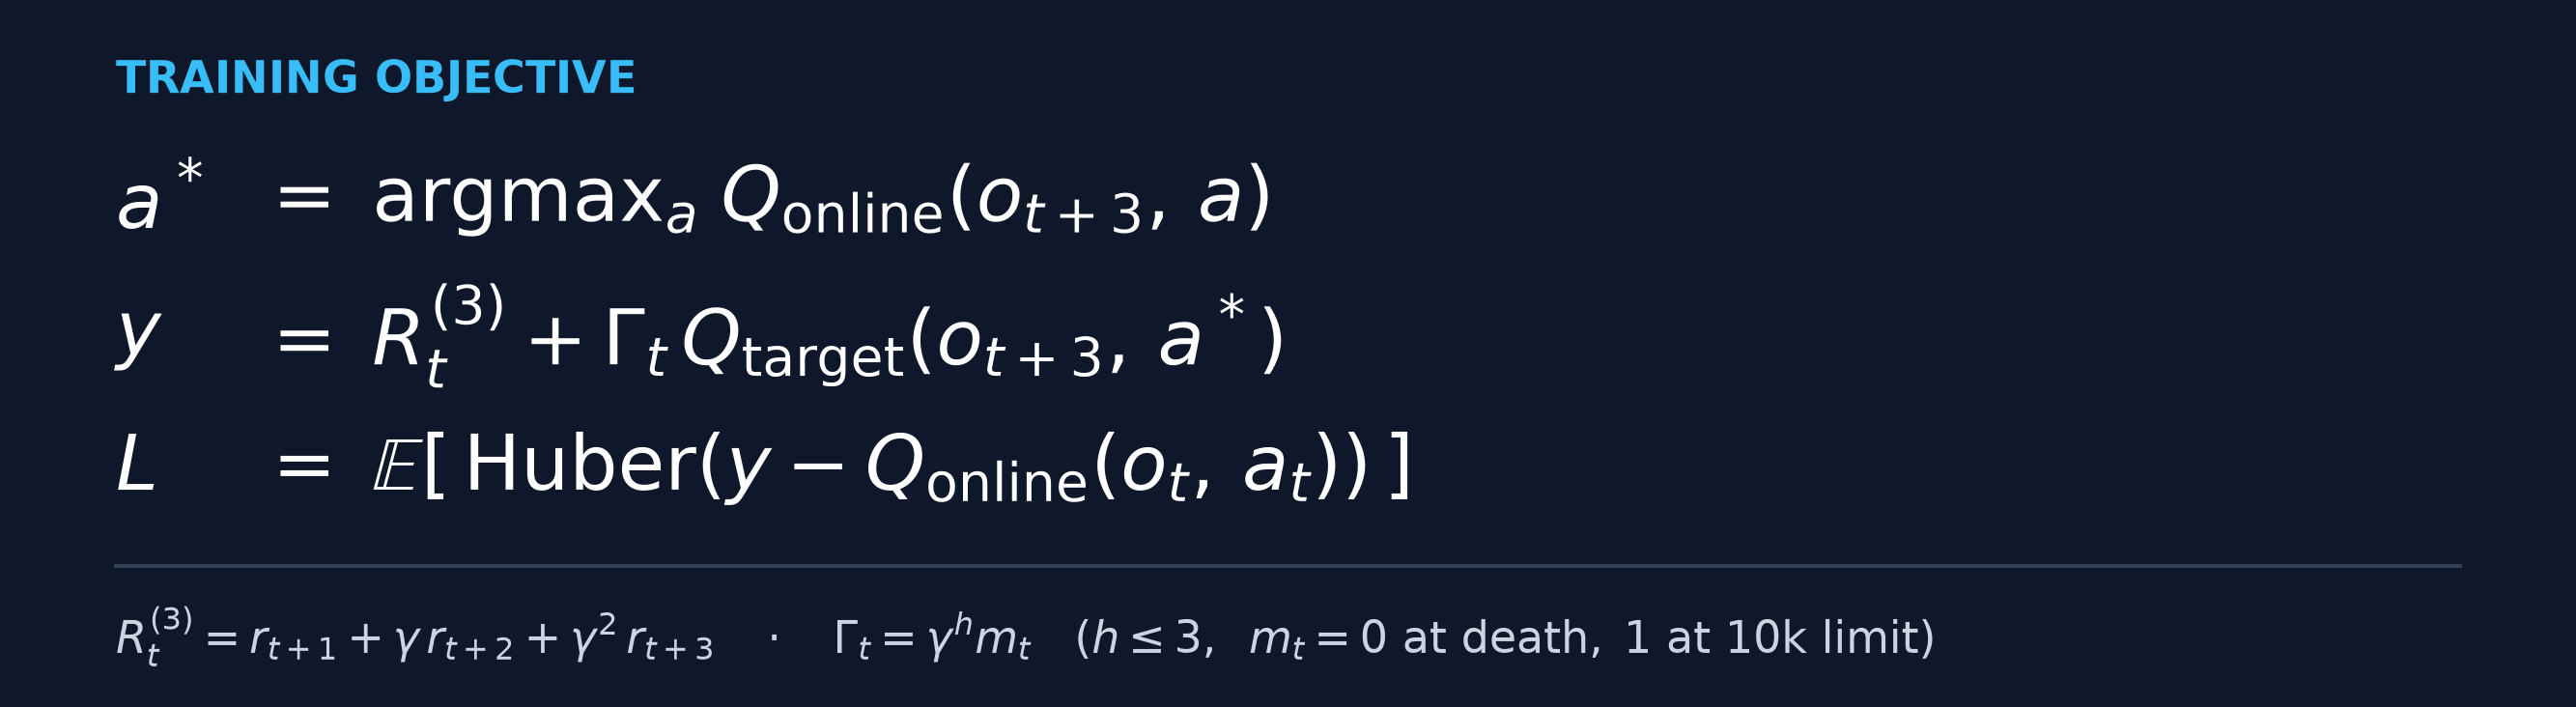 TRAINING OBJECTIVE
a* = argmaxₐ Q_online(o_{t+3}, a)
y = R_t^{(3)} + Γ_t Q_target(o_{t+3}, a*)
L = 𝔼[ Huber(y − Q_online(o_t, a_t)) ]
R_t^{(3)} = r_{t+1} + γ r_{t+2} + γ² r_{t+3} · Γ_t = γ^h m_t (h ≤ 3, m_t = 0 at death, 1 at 10k limit)